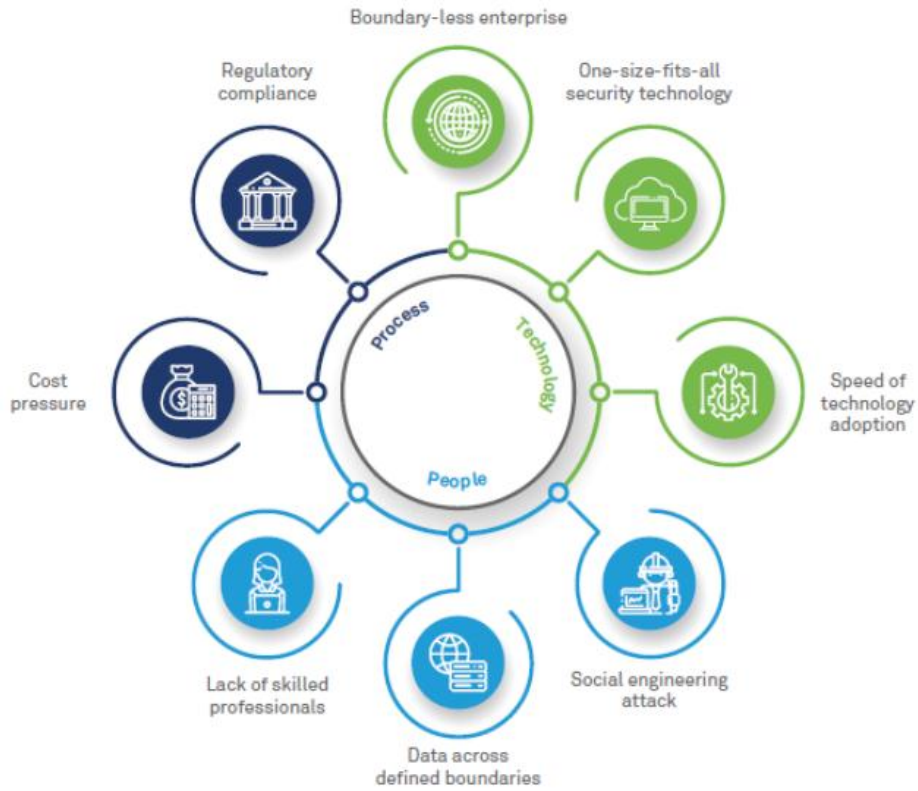 Boundary-less enterprise
Regulatory
compliance
One-size-fits-all
security technology
Process
Technology
Cost
pressure
Speed of
technology
adoption
People
Lack of skilled
professionals
Social engineering
attack
Data across
defined boundaries